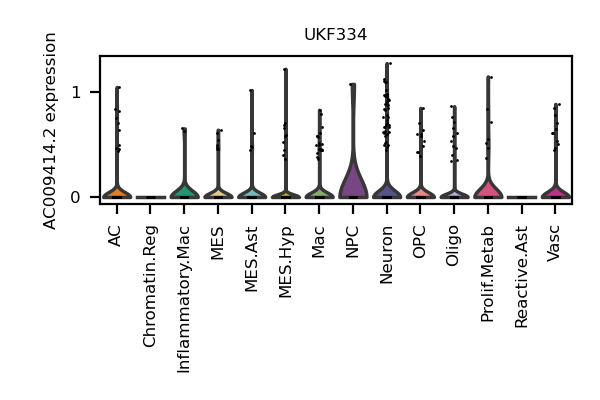 UKF334
AC009414.2 expression
1
0
AC
Chromatin.Reg
Inflammatory.Mac
MES
MES.Ast
MES.Hyp
Mac
NPC
Neuron
OPC
Oligo
Prolif.Metab
Reactive.Ast
Vasc